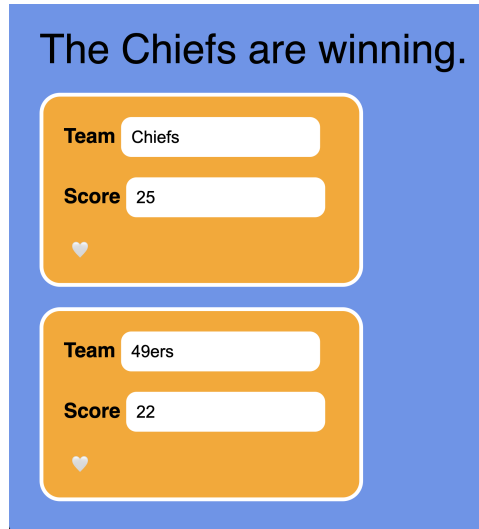 The Chiefs are winning.
Team Chiefs
Score 25
Team 49ers
Score 22